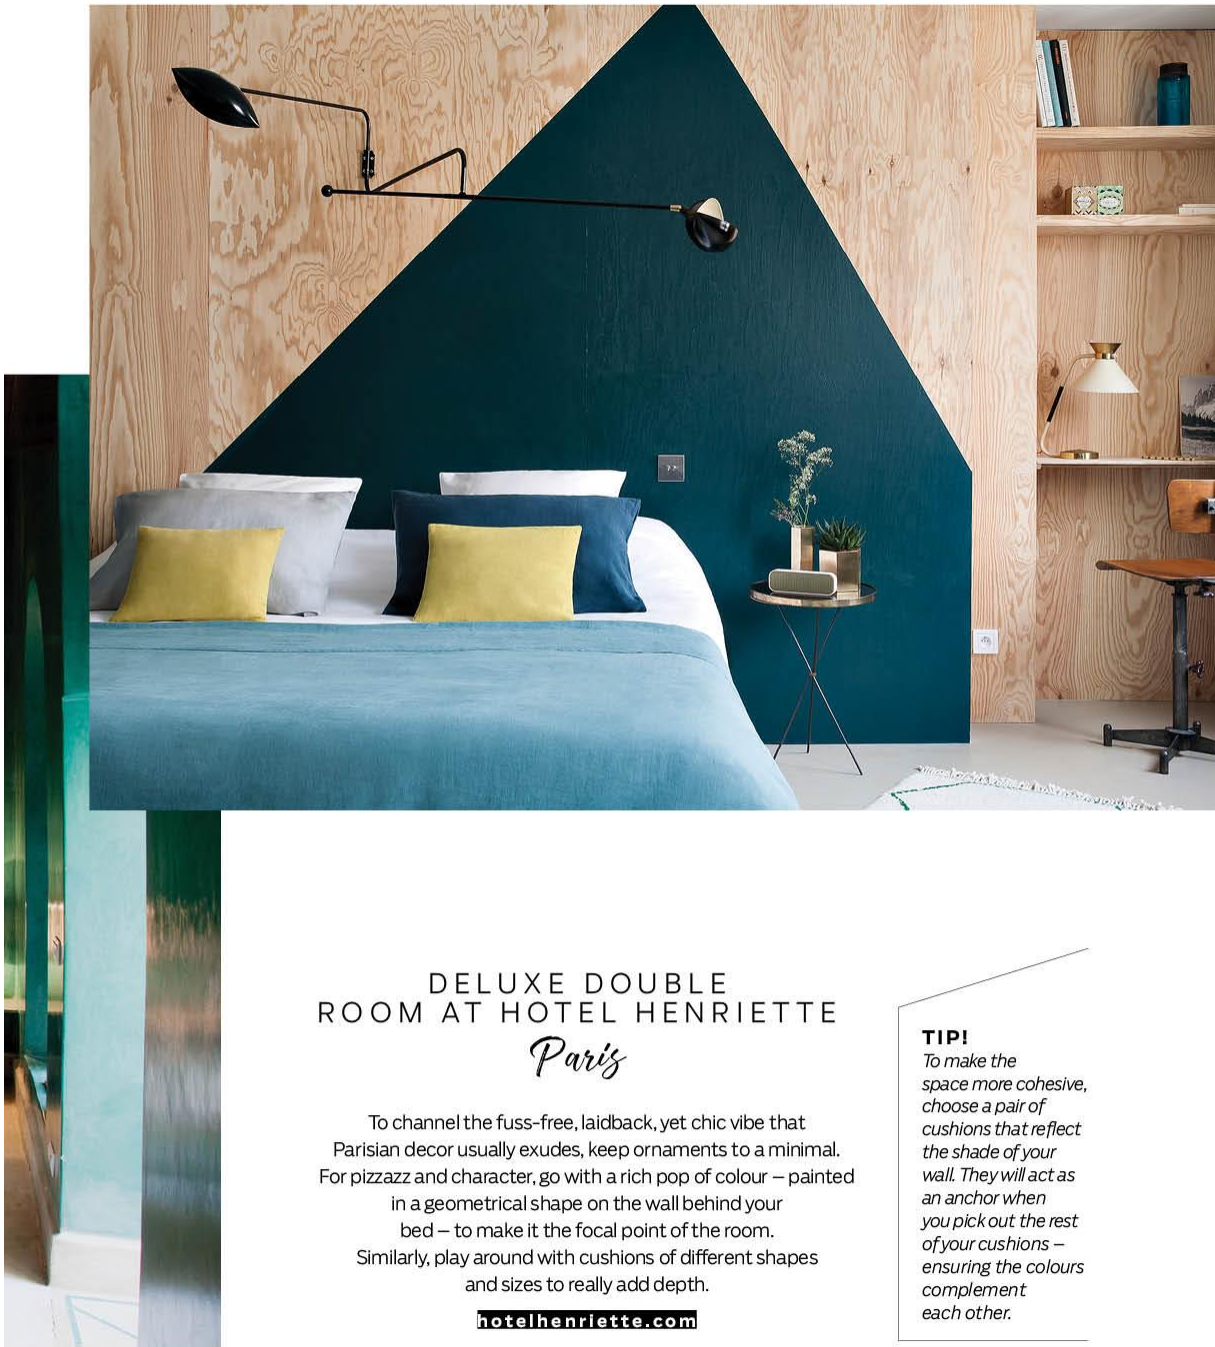 DELUXE DOUBLE
ROOM AT HOTEL HENRIETTE
Paris
To channel the fuss-free, laidback, yet chic vibe that
Parisian decor usually exudes, keep ornaments to a minimal.
For pizzazz and character, go with a rich pop of colour – painted
in a geometrical shape on the wall behind your
bed – to make it the focal point of the room.
Similarly, play around with cushions of different shapes
and sizes to really add depth.
hotelhenriette.com
TIP!
To make the
space more cohesive,
choose a pair of
cushions that reflect
the shade of your
wall. They will act as
an anchor when
you pick out the rest
of your cushions –
ensuring the colours
complement
each other.